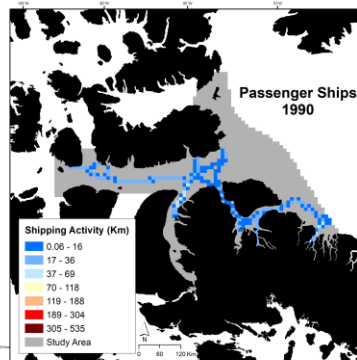 Passenger Ships
1990
Shipping Activity (Km)
0.06 - 16
17 - 36
37 - 69
70 - 118
119 - 188
189 - 304
305 - 535
Study Area
N
0 60 120 Km